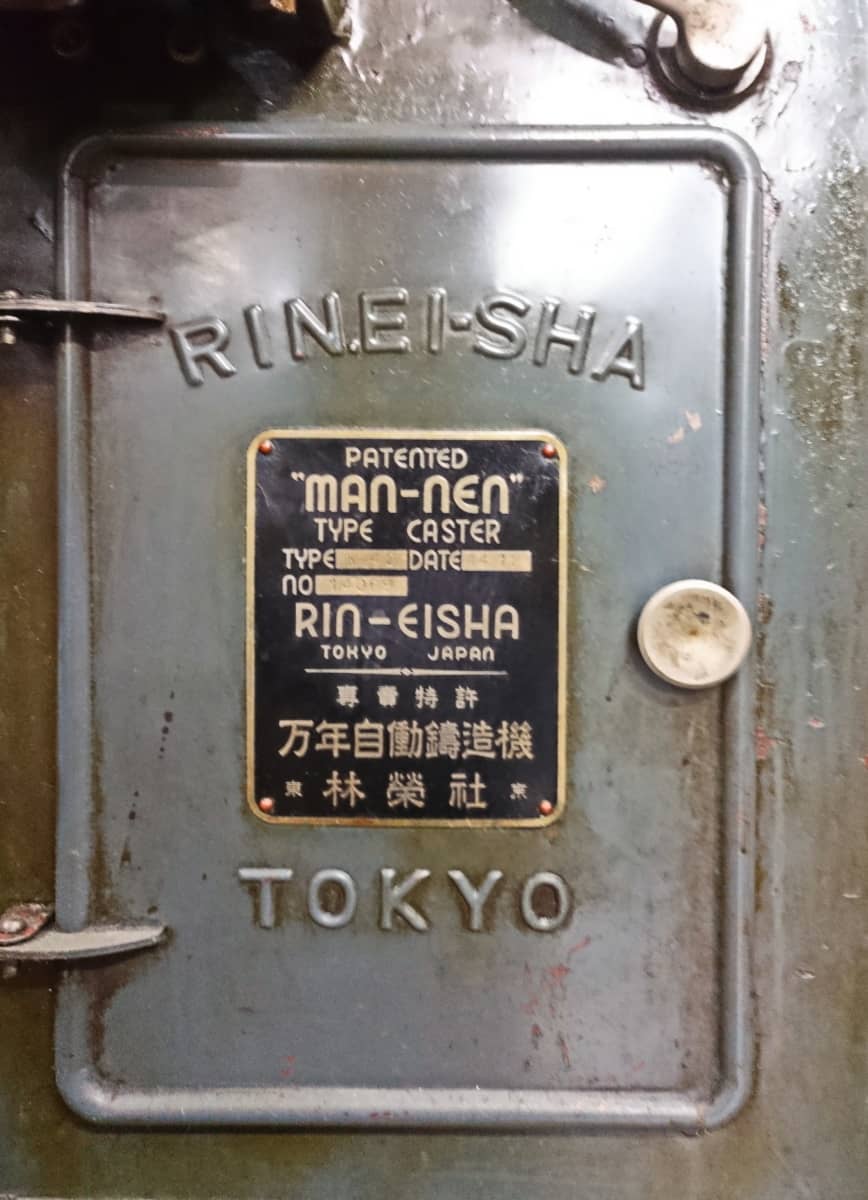 RIN.EI-SHA
PATENTED
"MAN-NEN"
TYPE CASTER
TYPE DATE
NO
RIN-EISHA
TOKYO JAPAN
專賣特許
万年自働鑄造機
東 林榮社 京
TOKYO